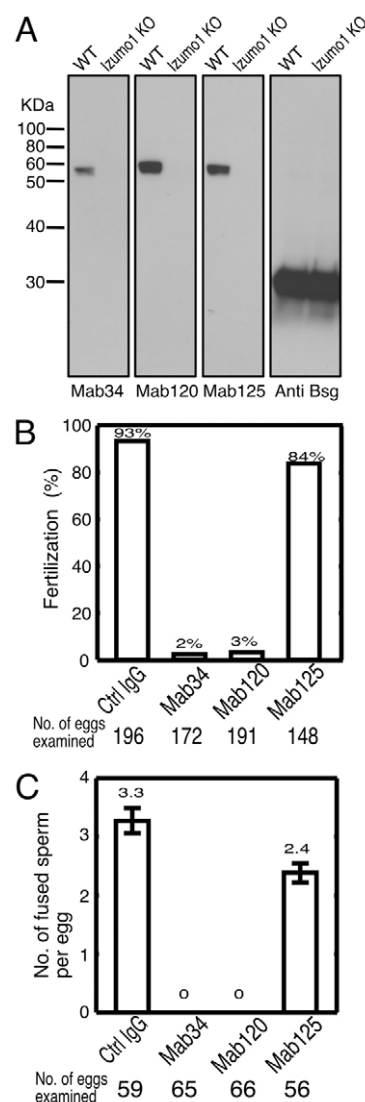 A
WT Izumo1 KO WT Izumo1 KO WT Izumo1 KO WT Izumo1 KO
KDa
100
80
60
50
40
30
Mab34 Mab120 Mab125 Anti Bsg
B
Fertilization (%)
100
80
60
40
20
0
93%
2%
3%
84%
Ctrl IgG Mab34 Mab120 Mab125
No. of eggs
examined
196 172 191 148
C
No. of fused sperm
per egg
4
3
2
1
0
3.3
0
0
2.4
Ctrl IgG Mab34 Mab120 Mab125
No. of eggs
examined
59 65 66 56